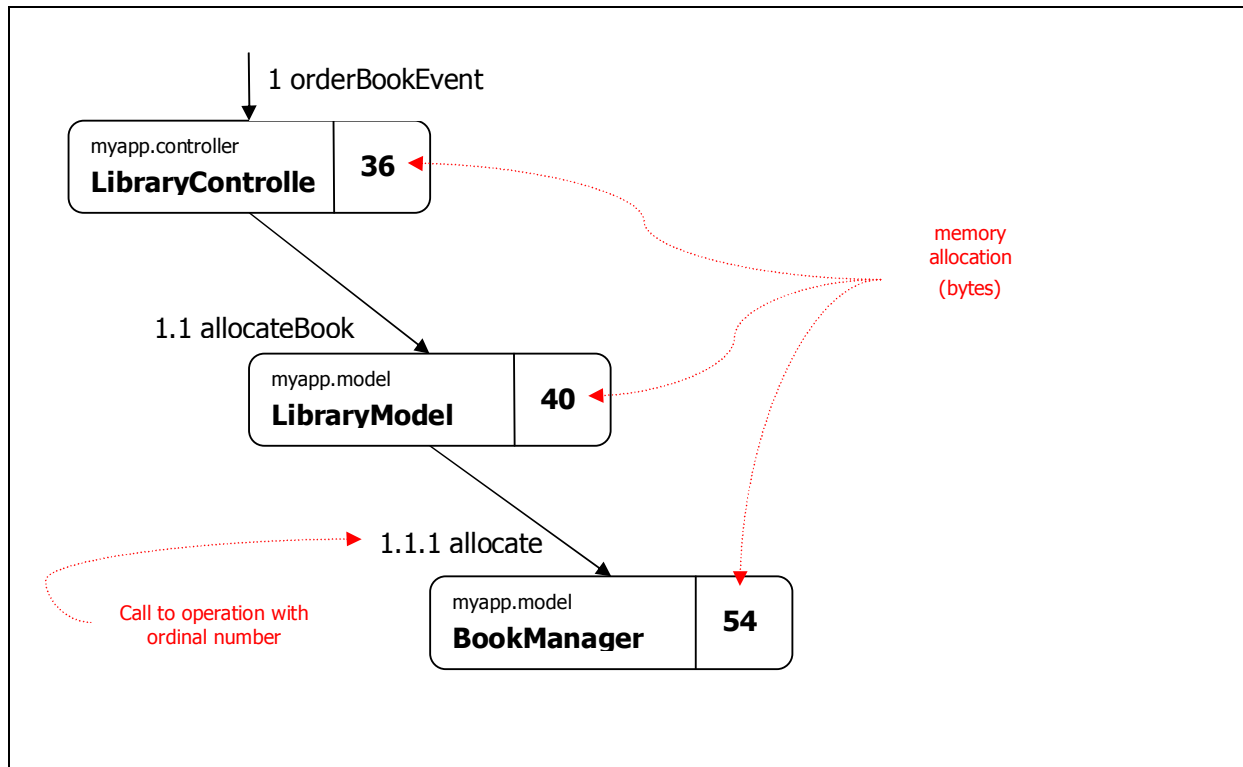 1 orderBookEvent
myapp.controller
LibraryControlle
36
memory
allocation
(bytes)
1.1 allocateBook
myapp.model
LibraryModel
40
1.1.1 allocate
Call to operation with
ordinal number
myapp.model
BookManager
54